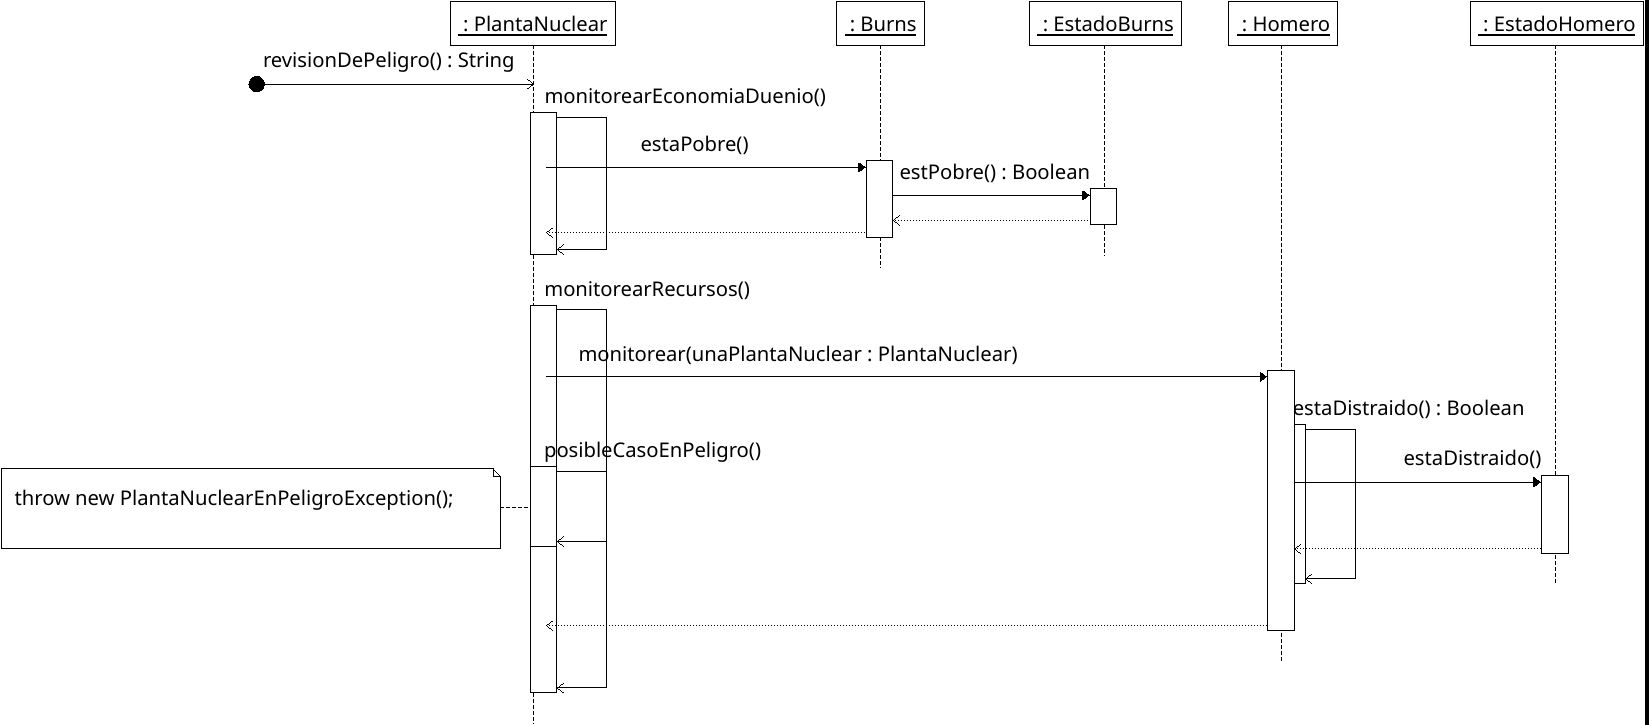 : PlantaNuclear
: Burns
: EstadoBurns
: Homero
: EstadoHomero
revisionDePeligro() : String
monitorearEconomiaDuenio()
estaPobre()
estPobre() : Boolean
monitorearRecursos()
monitorear(unaPlantaNuclear : PlantaNuclear)
estaDistraido() : Boolean
posibleCasoEnPeligro()
estaDistraido()
throw new PlantaNuclearEnPeligroException();